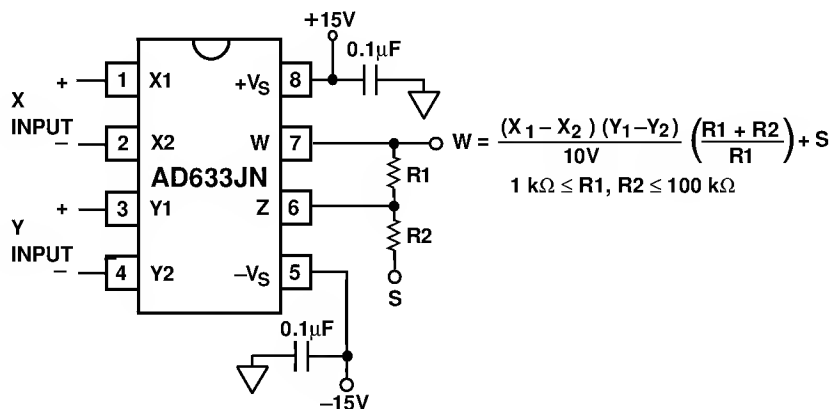 +15V
0.1μF
+ 1 X1 +VS 8
X
INPUT
– 2 X2 W 7
W = (X1 – X2) (Y1–Y2) / 10V (R1 + R2 / R1) + S
1 kΩ ≤ R1, R2 ≤ 100 kΩ
R1
AD633JN
+ 3 Y1 Z 6
Y
INPUT
R2
– 4 Y2 –VS 5
S
0.1μF
–15V